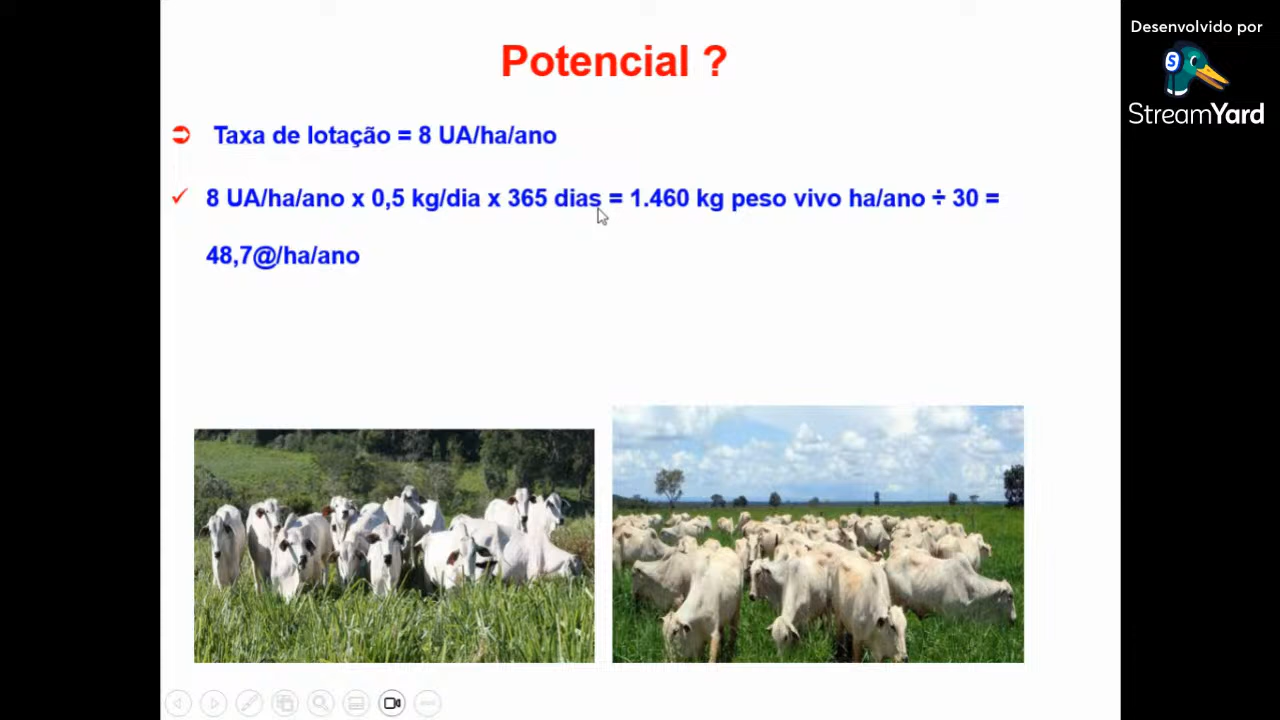 Potencial ?
Desenvolvido por
StreamYard
Taxa de lotação = 8 UA/ha/ano
8 UA/ha/ano x 0,5 kg/dia x 365 dias = 1.460 kg peso vivo ha/ano ÷ 30 =
48,7@/ha/ano